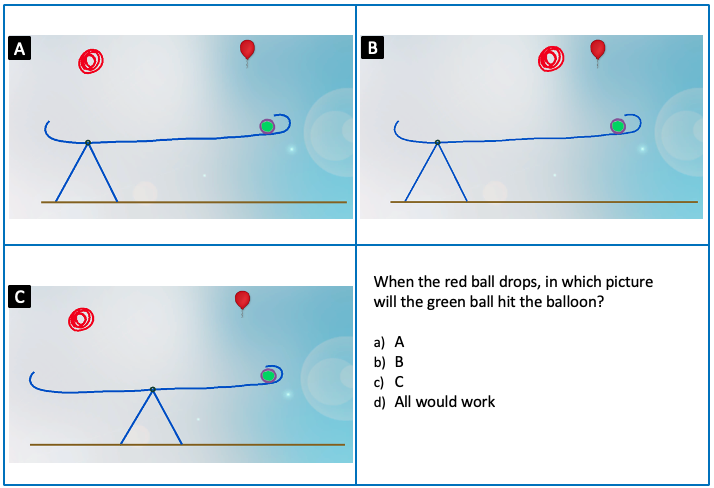 A
B
C
When the red ball drops, in which picture
will the green ball hit the balloon?
a) A
b) B
c) C
d) All would work